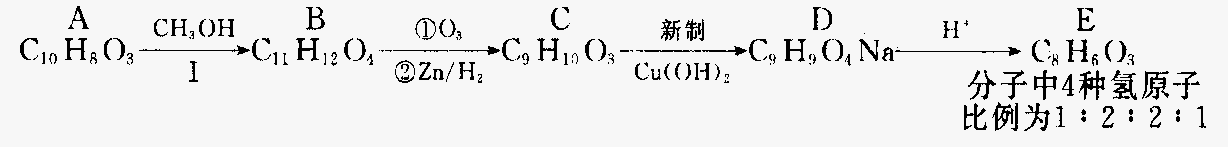 A B C D E
C₁₀H₈O₃ —CH₃OH/Ⅰ→ C₁₁H₁₂O₄ —①O₃/②Zn/H₂→ C₉H₁₀O₃ —新制/Cu(OH)₂→ C₉H₉O₄Na —H⁺→ C₈H₆O₃
分子中4种氢原子
比例为1∶2∶2∶1